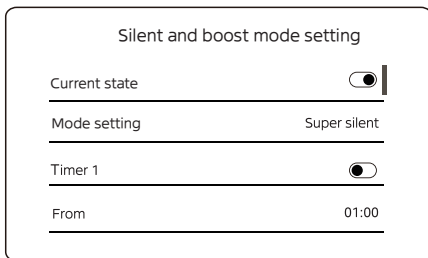 Silent and boost mode setting
Current state
Mode setting Super silent
Timer 1
From 01:00